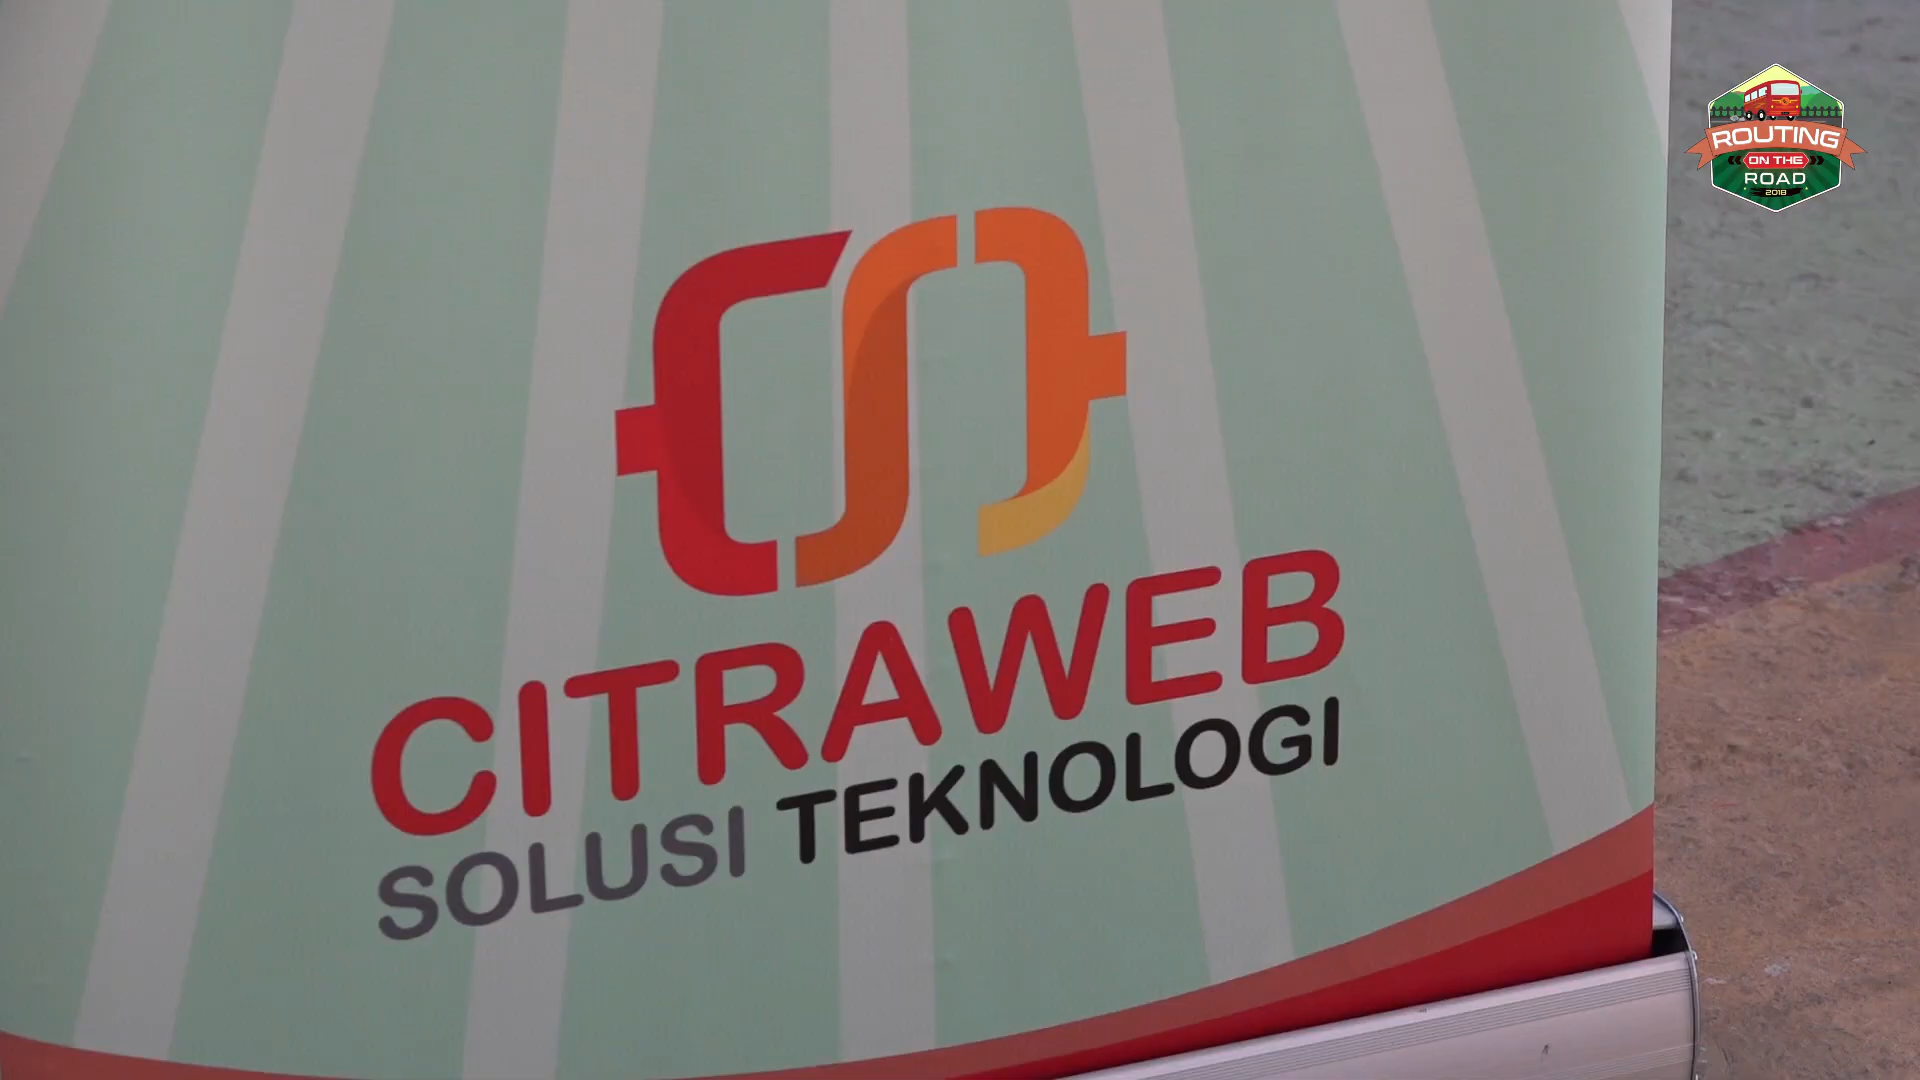 CITRAWEB
SOLUSI TEKNOLOGI
ROUTING
ON THE
ROAD
2018